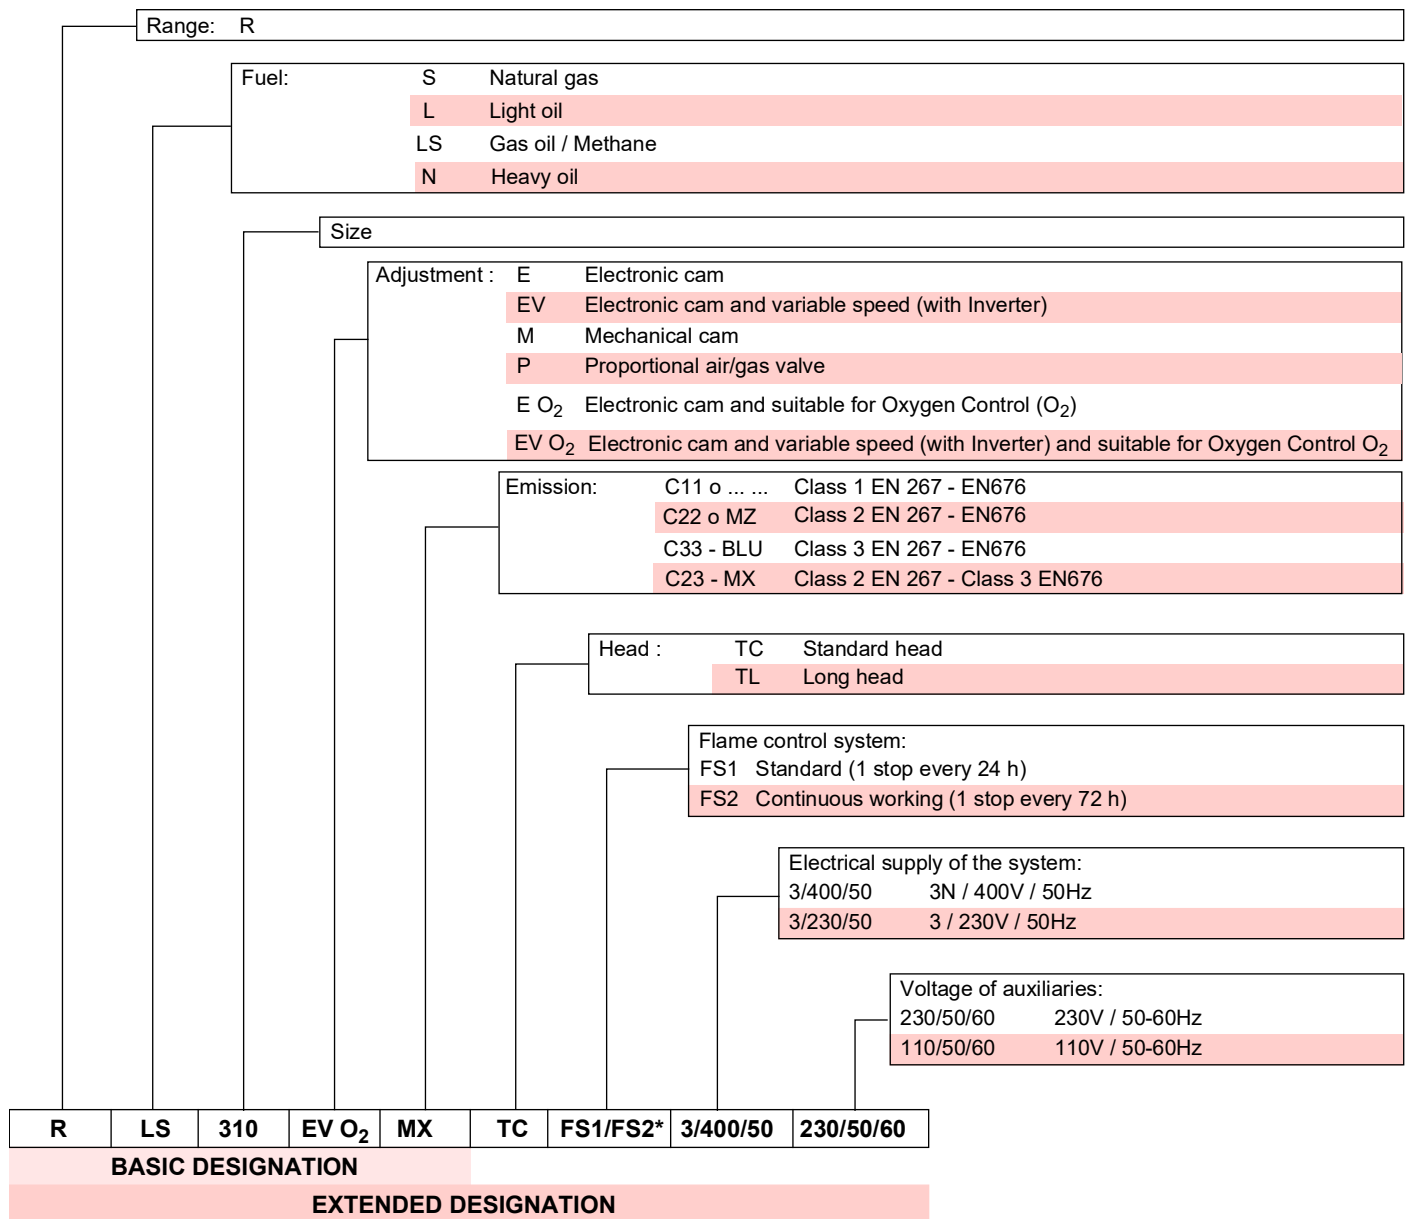 Range: R
Fuel: S Natural gas
L Light oil
LS Gas oil / Methane
N Heavy oil
Size
Adjustment : E Electronic cam
EV Electronic cam and variable speed (with Inverter)
M Mechanical cam
P Proportional air/gas valve
E O2 Electronic cam and suitable for Oxygen Control (O2)
EV O2 Electronic cam and variable speed (with Inverter) and suitable for Oxygen Control O2
Emission: C11 o ... ... Class 1 EN 267 - EN676
C22 o MZ Class 2 EN 267 - EN676
C33 - BLU Class 3 EN 267 - EN676
C23 - MX Class 2 EN 267 - Class 3 EN676
Head : TC Standard head
TL Long head
Flame control system:
FS1 Standard (1 stop every 24 h)
FS2 Continuous working (1 stop every 72 h)
Electrical supply of the system:
3/400/50 3N / 400V / 50Hz
3/230/50 3 / 230V / 50Hz
Voltage of auxiliaries:
230/50/60 230V / 50-60Hz
110/50/60 110V / 50-60Hz
R LS 310 EV O2 MX TC FS1/FS2* 3/400/50 230/50/60
BASIC DESIGNATION
EXTENDED DESIGNATION